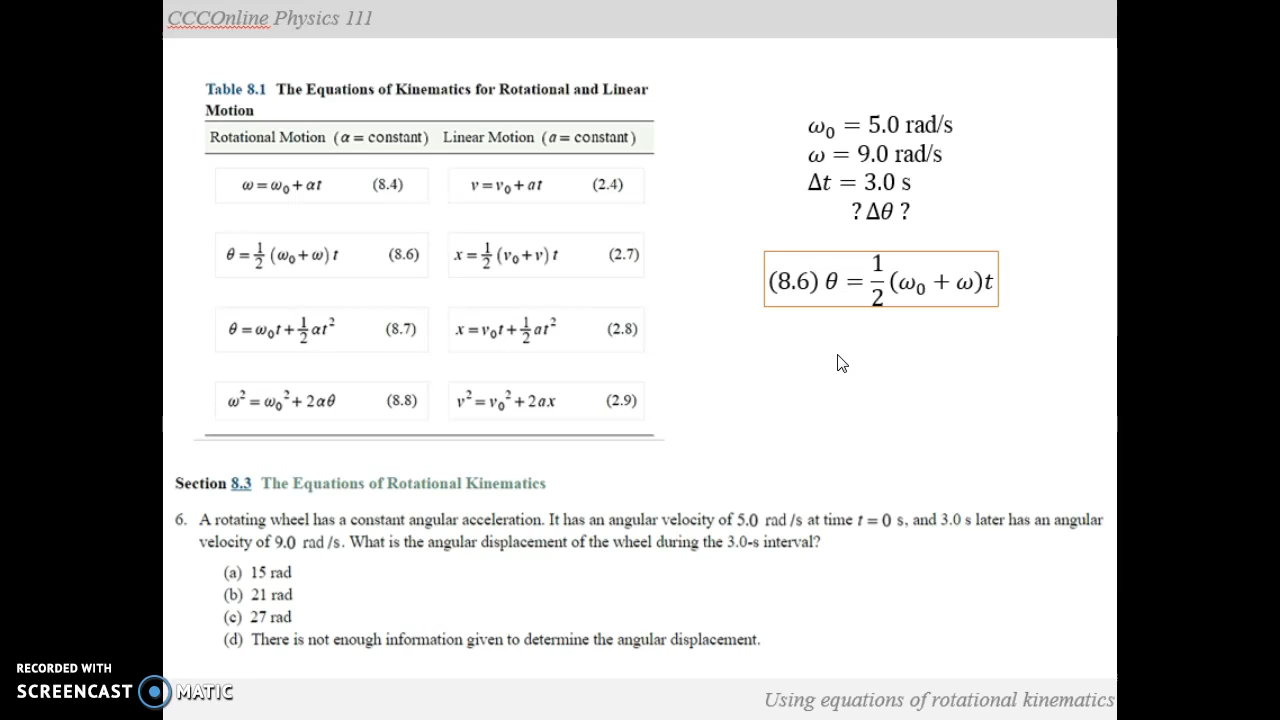 CCCOnline Physics 111
Table 8.1 The Equations of Kinematics for Rotational and Linear
Motion
Rotational Motion (α = constant) Linear Motion (a = constant)
ω = ω₀ + αt (8.4) v = v₀ + at (2.4)
θ = 1/2 (ω₀ + ω) t (8.6) x = 1/2 (v₀ + v) t (2.7)
θ = ω₀t + 1/2 αt² (8.7) x = v₀t + 1/2 at² (2.8)
ω² = ω₀² + 2αθ (8.8) v² = v₀² + 2ax (2.9)
ω₀ = 5.0 rad/s
ω = 9.0 rad/s
Δt = 3.0 s
? Δθ ?
(8.6) θ = 1/2 (ω₀ + ω)t
Section 8.3 The Equations of Rotational Kinematics
6. A rotating wheel has a constant angular acceleration. It has an angular velocity of 5.0 rad /s at time t = 0 s, and 3.0 s later has an angular
velocity of 9.0 rad /s. What is the angular displacement of the wheel during the 3.0-s interval?
(a) 15 rad
(b) 21 rad
(c) 27 rad
(d) There is not enough information given to determine the angular displacement.
RECORDED WITH
SCREENCAST MATIC
Using equations of rotational kinematics